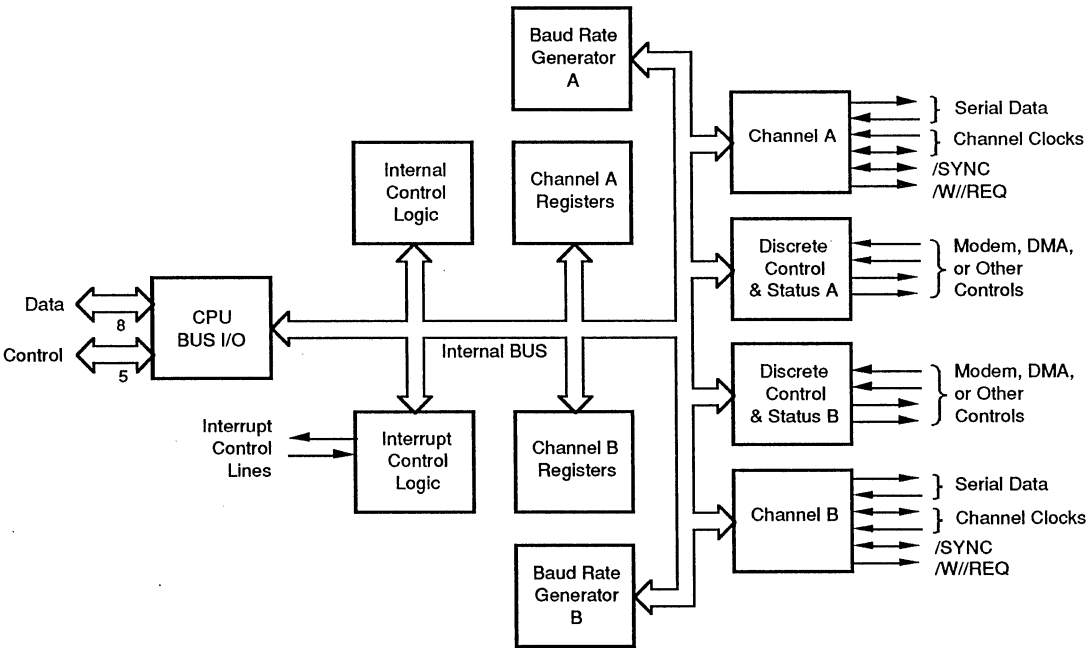 Baud Rate
Generator
A
Channel A
Serial Data
Channel Clocks
/SYNC
/W//REQ
Internal
Control
Logic
Channel A
Registers
Discrete
Control
& Status A
Modem, DMA,
or Other
Controls
Data
8
Control
5
CPU
BUS I/O
Internal BUS
Discrete
Control
& Status B
Modem, DMA,
or Other
Controls
Interrupt
Control
Lines
Interrupt
Control
Logic
Channel B
Registers
Channel B
Serial Data
Channel Clocks
/SYNC
/W//REQ
Baud Rate
Generator
B